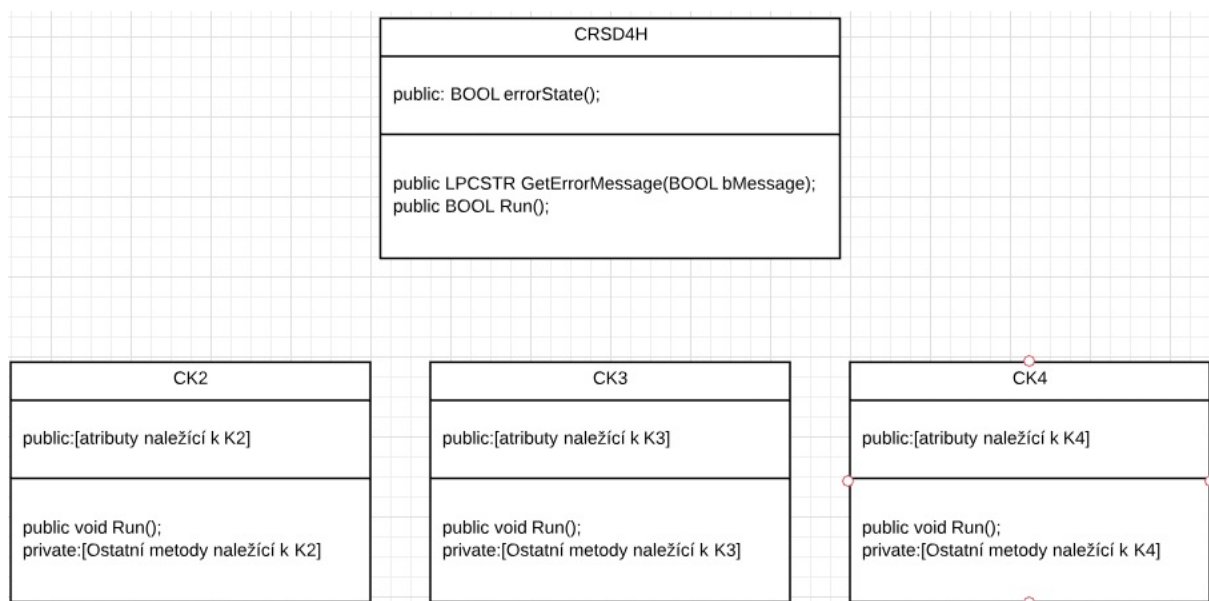 CRSD4H
public: BOOL errorState();
public LPCSTR GetErrorMessage(BOOL bMessage);
public BOOL Run();
CK2
public:[atributy naležící k K2]
public void Run();
private:[Ostatní metody naležící k K2]
CK3
public:[atributy naležící k K3]
public void Run();
private:[Ostatní metody naležící k K3]
CK4
public:[atributy naležící k K4]
public void Run();
private:[Ostatní metody naležící k K4]